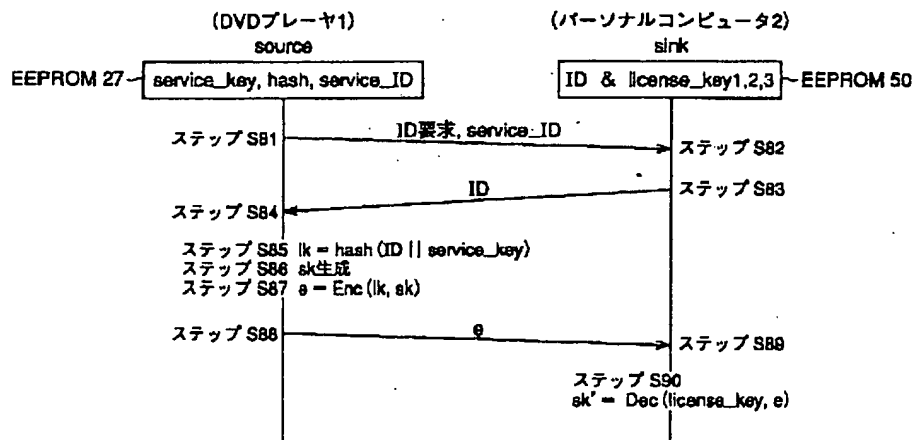 (DVDプレーヤ1)
source
(パーソナルコンピュータ2)
sink
EEPROM 27
service_key, hash, service_ID
ID & license_key1,2,3
EEPROM 50
ステップ S81
ID要求, service_ID
ステップ S82
ID
ステップ S83
ステップ S84
ステップ S85 lk = hash (ID || service_key)
ステップ S86 sk生成
ステップ S87 e = Enc (lk, sk)
ステップ S88
e
ステップ S89
ステップ S90
sk' = Dec (license_key, e)